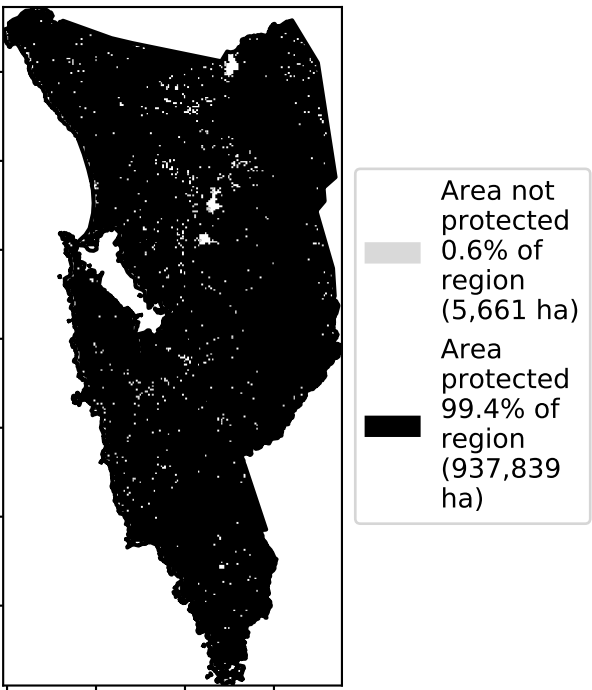 Area not
protected
0.6% of
region
(5,661 ha)
Area
protected
99.4% of
region
(937,839
ha)